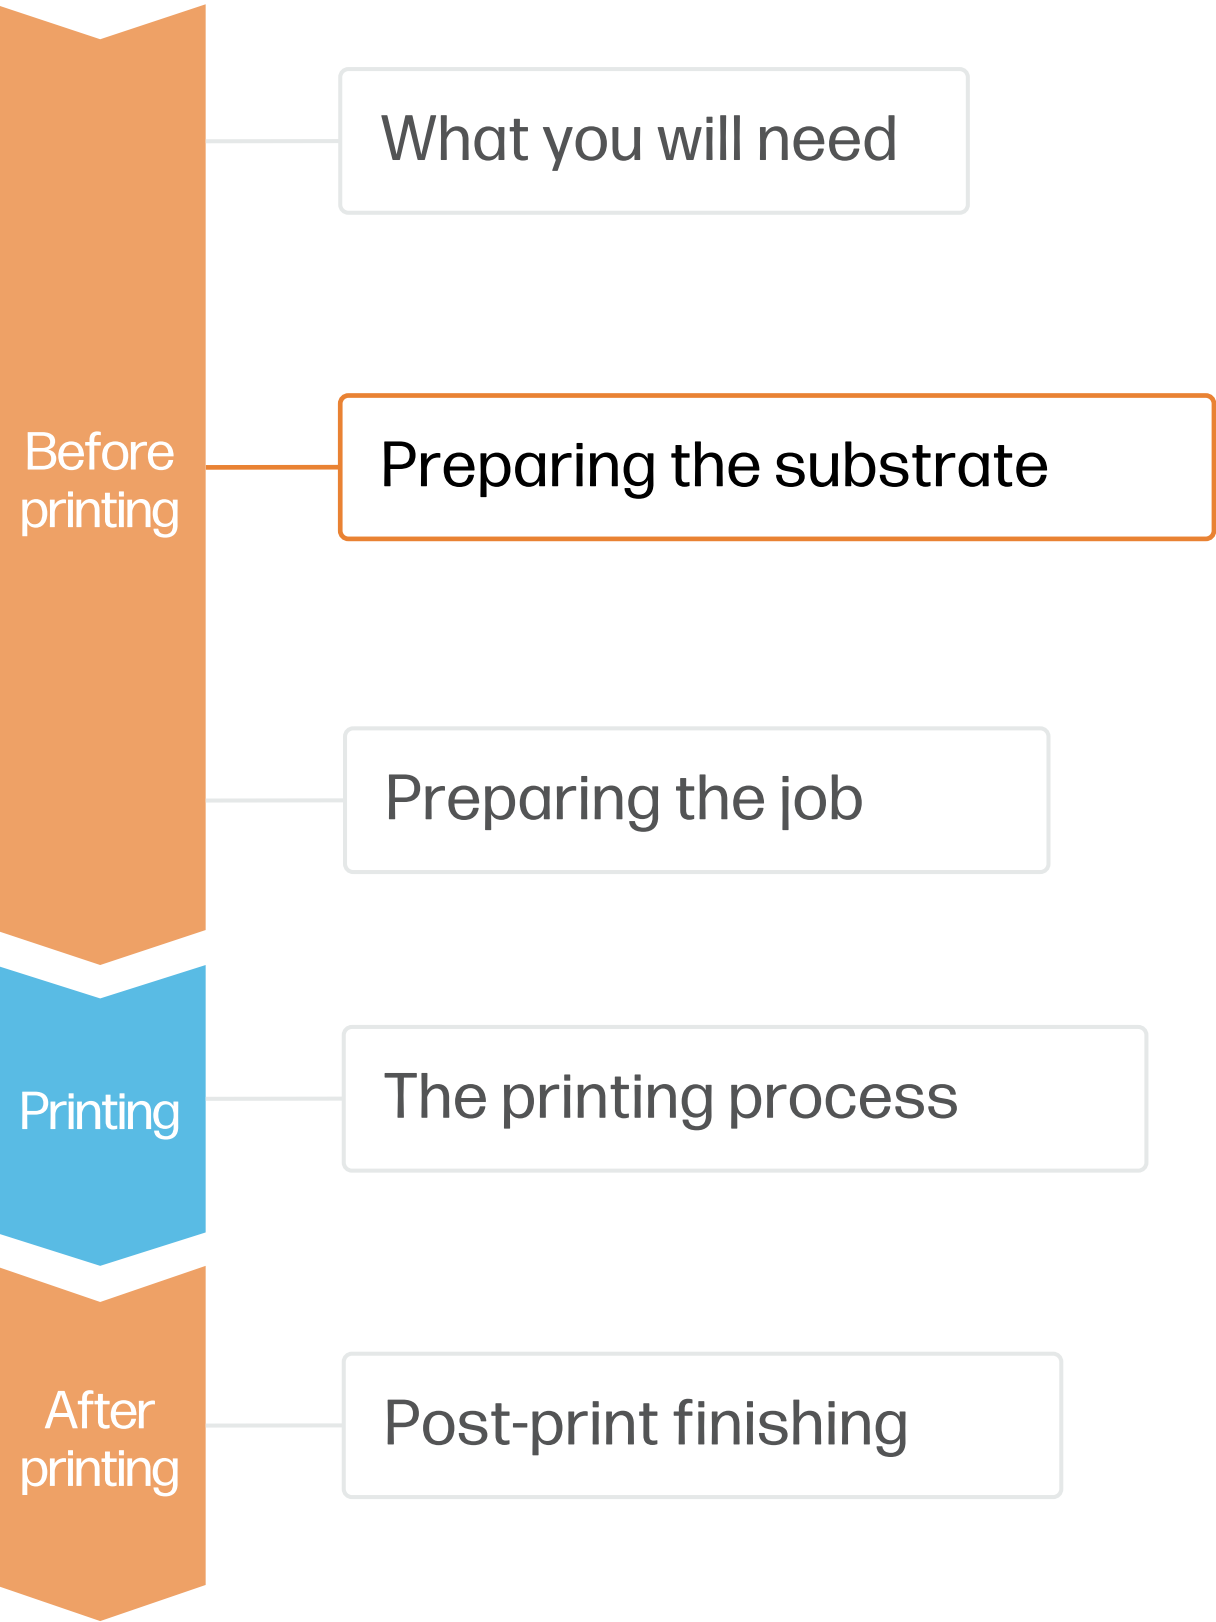 What you will need
Before
printing
Preparing the substrate
Preparing the job
Printing
The printing process
After
printing
Post-print finishing